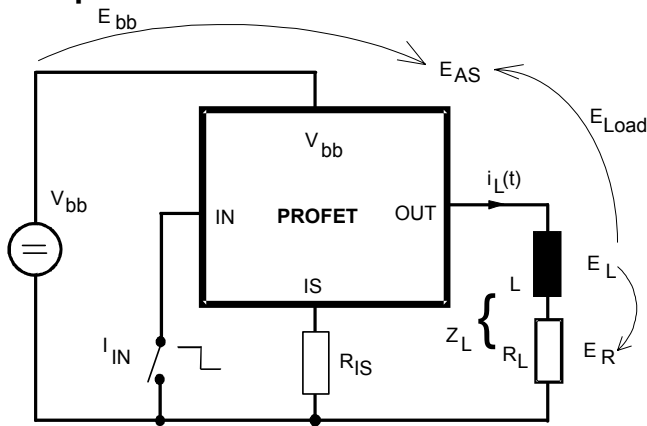 E bb
E AS
E Load
V bb
V bb
i L (t)
IN
PROFET
OUT
IS
L
E L
Z L
{
R L
E R
I IN
R IS